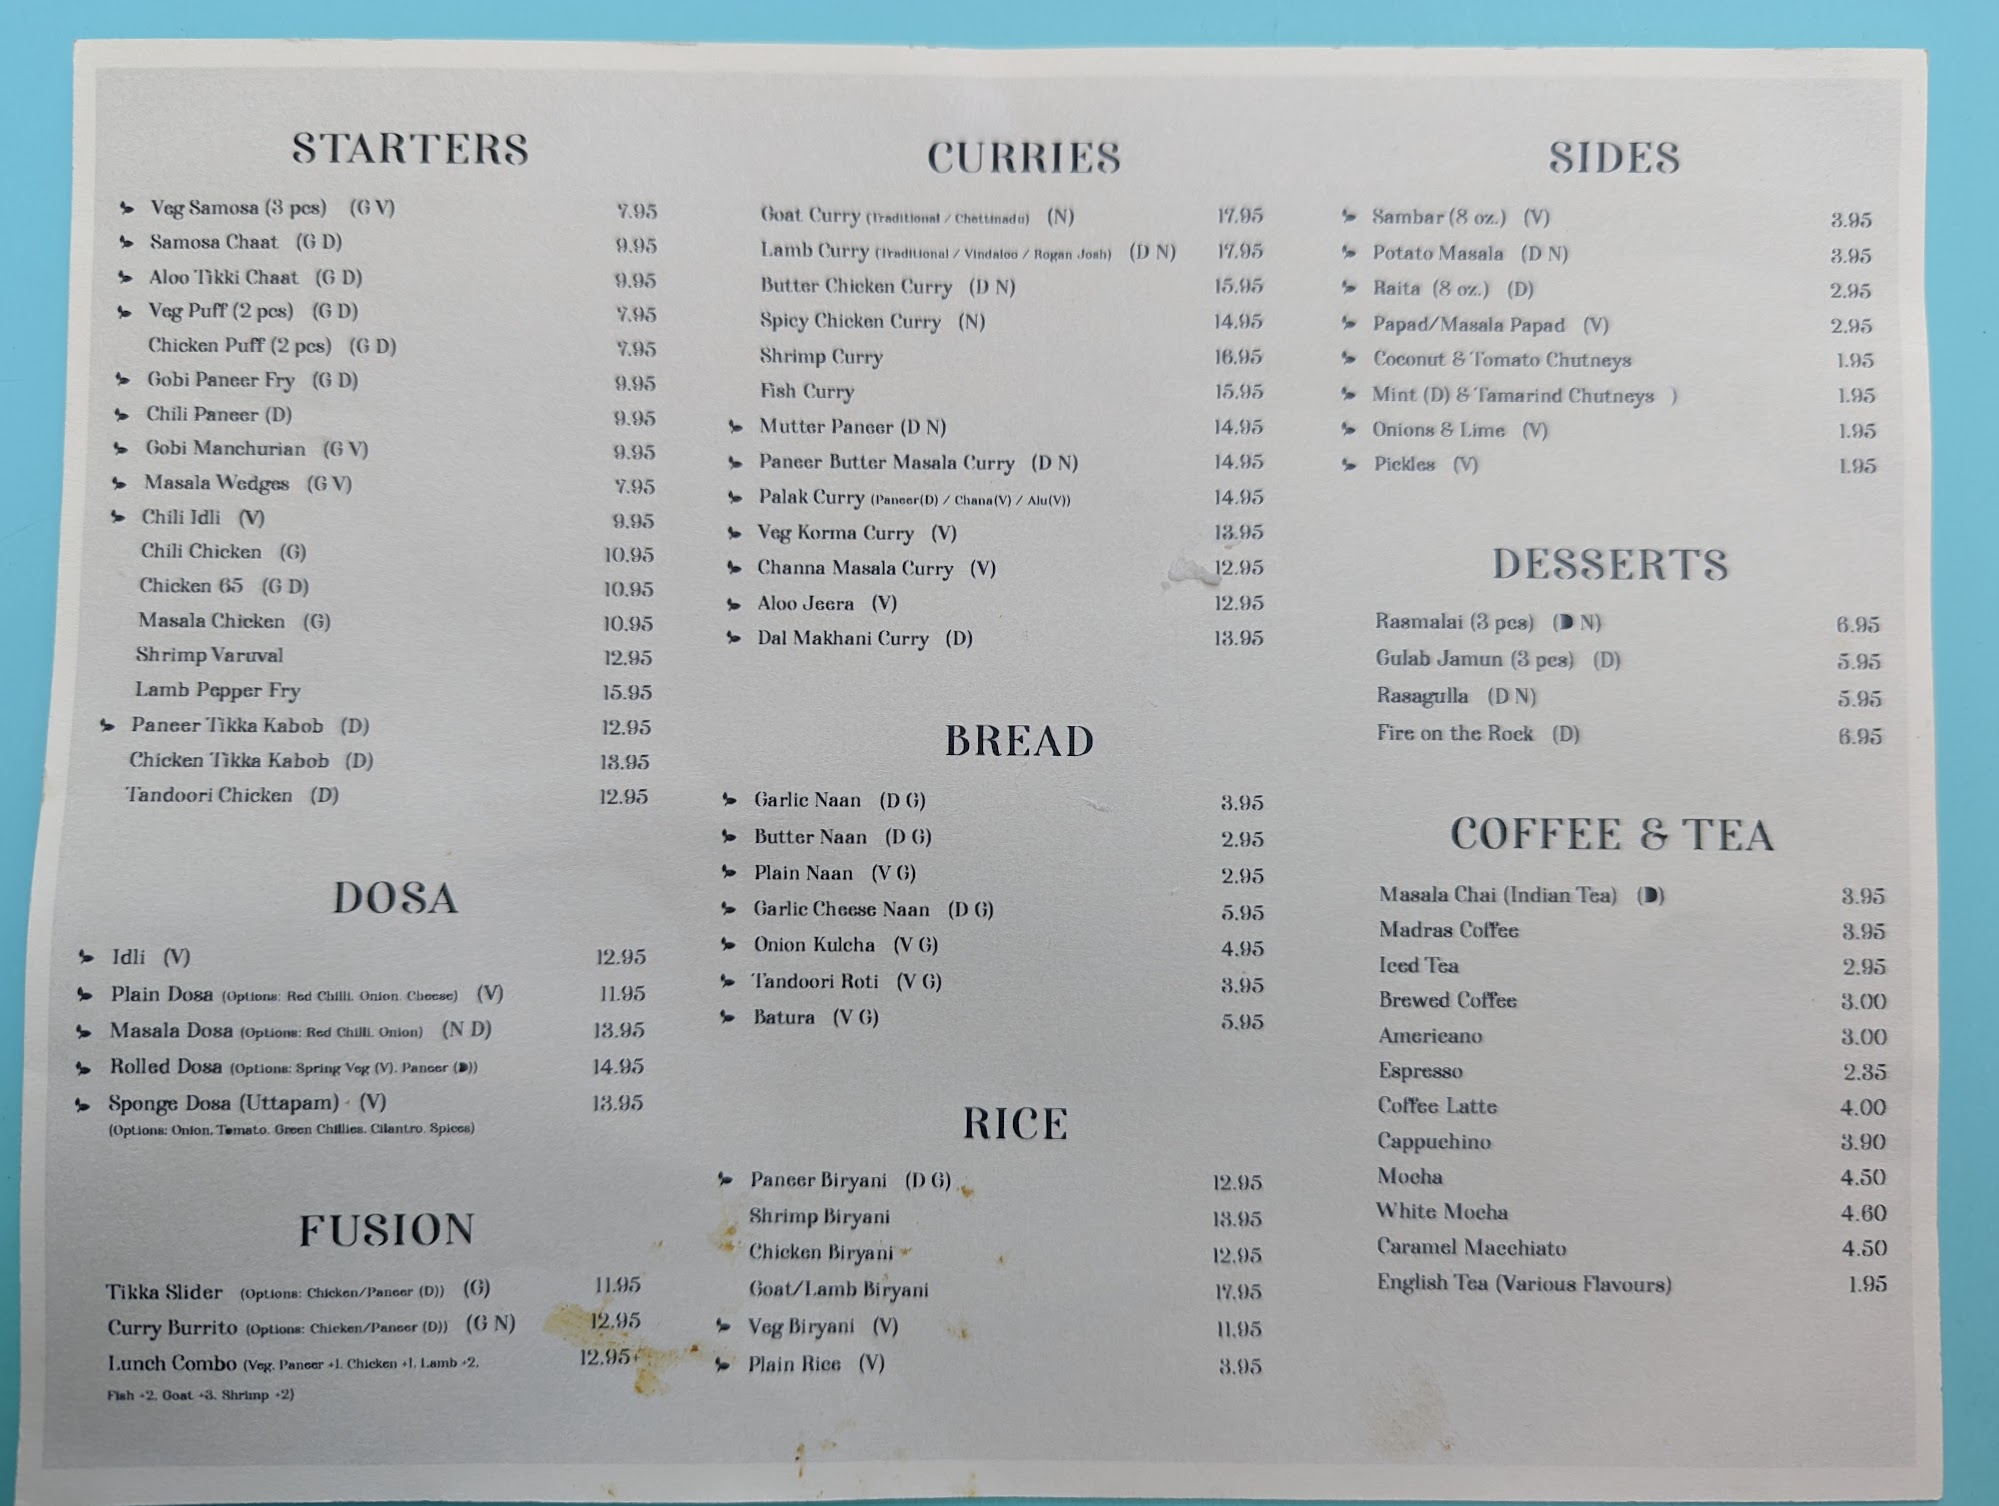 STARTERS
Veg Samosa (3 pcs) (G V) 7.95
Samosa Chaat (G D) 9.95
Aloo Tikki Chaat (G D) 9.95
Veg Puff (2 pcs) (G D) 7.95
Chicken Puff (2 pcs) (G D) 7.95
Gobi Paneer Fry (G D) 9.95
Chili Paneer (D) 9.95
Gobi Manchurian (G V) 9.95
Masala Wedges (G V) 7.95
Chili Idli (V) 9.95
Chili Chicken (G) 10.95
Chicken 65 (G D) 10.95
Masala Chicken (G) 10.95
Shrimp Varuval 12.95
Lamb Pepper Fry 15.95
Paneer Tikka Kabob (D) 12.95
Chicken Tikka Kabob (D) 13.95
Tandoori Chicken (D) 12.95
DOSA
Idli (V) 12.95
Plain Dosa (Options: Red Chilli, Onion, Cheese) (V) 11.95
Masala Dosa (Options: Red Chilli, Onion) (N D) 13.95
Rolled Dosa (Options: Spring Veg (V), Paneer (D)) 14.95
Sponge Dosa (Uttapam) (V) 13.95
(Options: Onion, Tomato, Green Chillies, Cilantro, Spices)
FUSION
Tikka Slider (Options: Chicken/Paneer (D)) (G) 11.95
Curry Burrito (Options: Chicken/Paneer (D)) (G N) 12.95
Lunch Combo (Veg, Paneer +1, Chicken +1, Lamb +2, 12.95+
Fish +2, Goat +3, Shrimp +2)
CURRIES
Goat Curry (Traditional / Chettinadu) (N) 17.95
Lamb Curry (Traditional / Vindaloo / Rogan Josh) (D N) 17.95
Butter Chicken Curry (D N) 15.95
Spicy Chicken Curry (N) 14.95
Shrimp Curry 16.95
Fish Curry 15.95
Mutter Paneer (D N) 14.95
Paneer Butter Masala Curry (D N) 14.95
Palak Curry (Paneer(D) / Chana(V) / Alu(V)) 14.95
Veg Korma Curry (V) 13.95
Channa Masala Curry (V) 12.95
Aloo Jeera (V) 12.95
Dal Makhani Curry (D) 13.95
BREAD
Garlic Naan (D G) 3.95
Butter Naan (D G) 2.95
Plain Naan (V G) 2.95
Garlic Cheese Naan (D G) 5.95
Onion Kulcha (V G) 4.95
Tandoori Roti (V G) 3.95
Batura (V G) 5.95
RICE
Paneer Biryani (D G) 12.95
Shrimp Biryani 13.95
Chicken Biryani 12.95
Goat/Lamb Biryani 17.95
Veg Biryani (V) 11.95
Plain Rice (V) 3.95
SIDES
Sambar (8 oz.) (V) 3.95
Potato Masala (D N) 3.95
Raita (8 oz.) (D) 2.95
Papad/Masala Papad (V) 2.95
Coconut & Tomato Chutneys 1.95
Mint (D) & Tamarind Chutneys ) 1.95
Onions & Lime (V) 1.95
Pickles (V) 1.95
DESSERTS
Rasmalai (3 pcs) (D N) 6.95
Gulab Jamun (3 pcs) (D) 5.95
Rasagulla (D N) 5.95
Fire on the Rock (D) 6.95
COFFEE & TEA
Masala Chai (Indian Tea) (D) 3.95
Madras Coffee 3.95
Iced Tea 2.95
Brewed Coffee 3.00
Americano 3.00
Espresso 2.35
Coffee Latte 4.00
Cappuchino 3.90
Mocha 4.50
White Mocha 4.60
Caramel Macchiato 4.50
English Tea (Various Flavours) 1.95